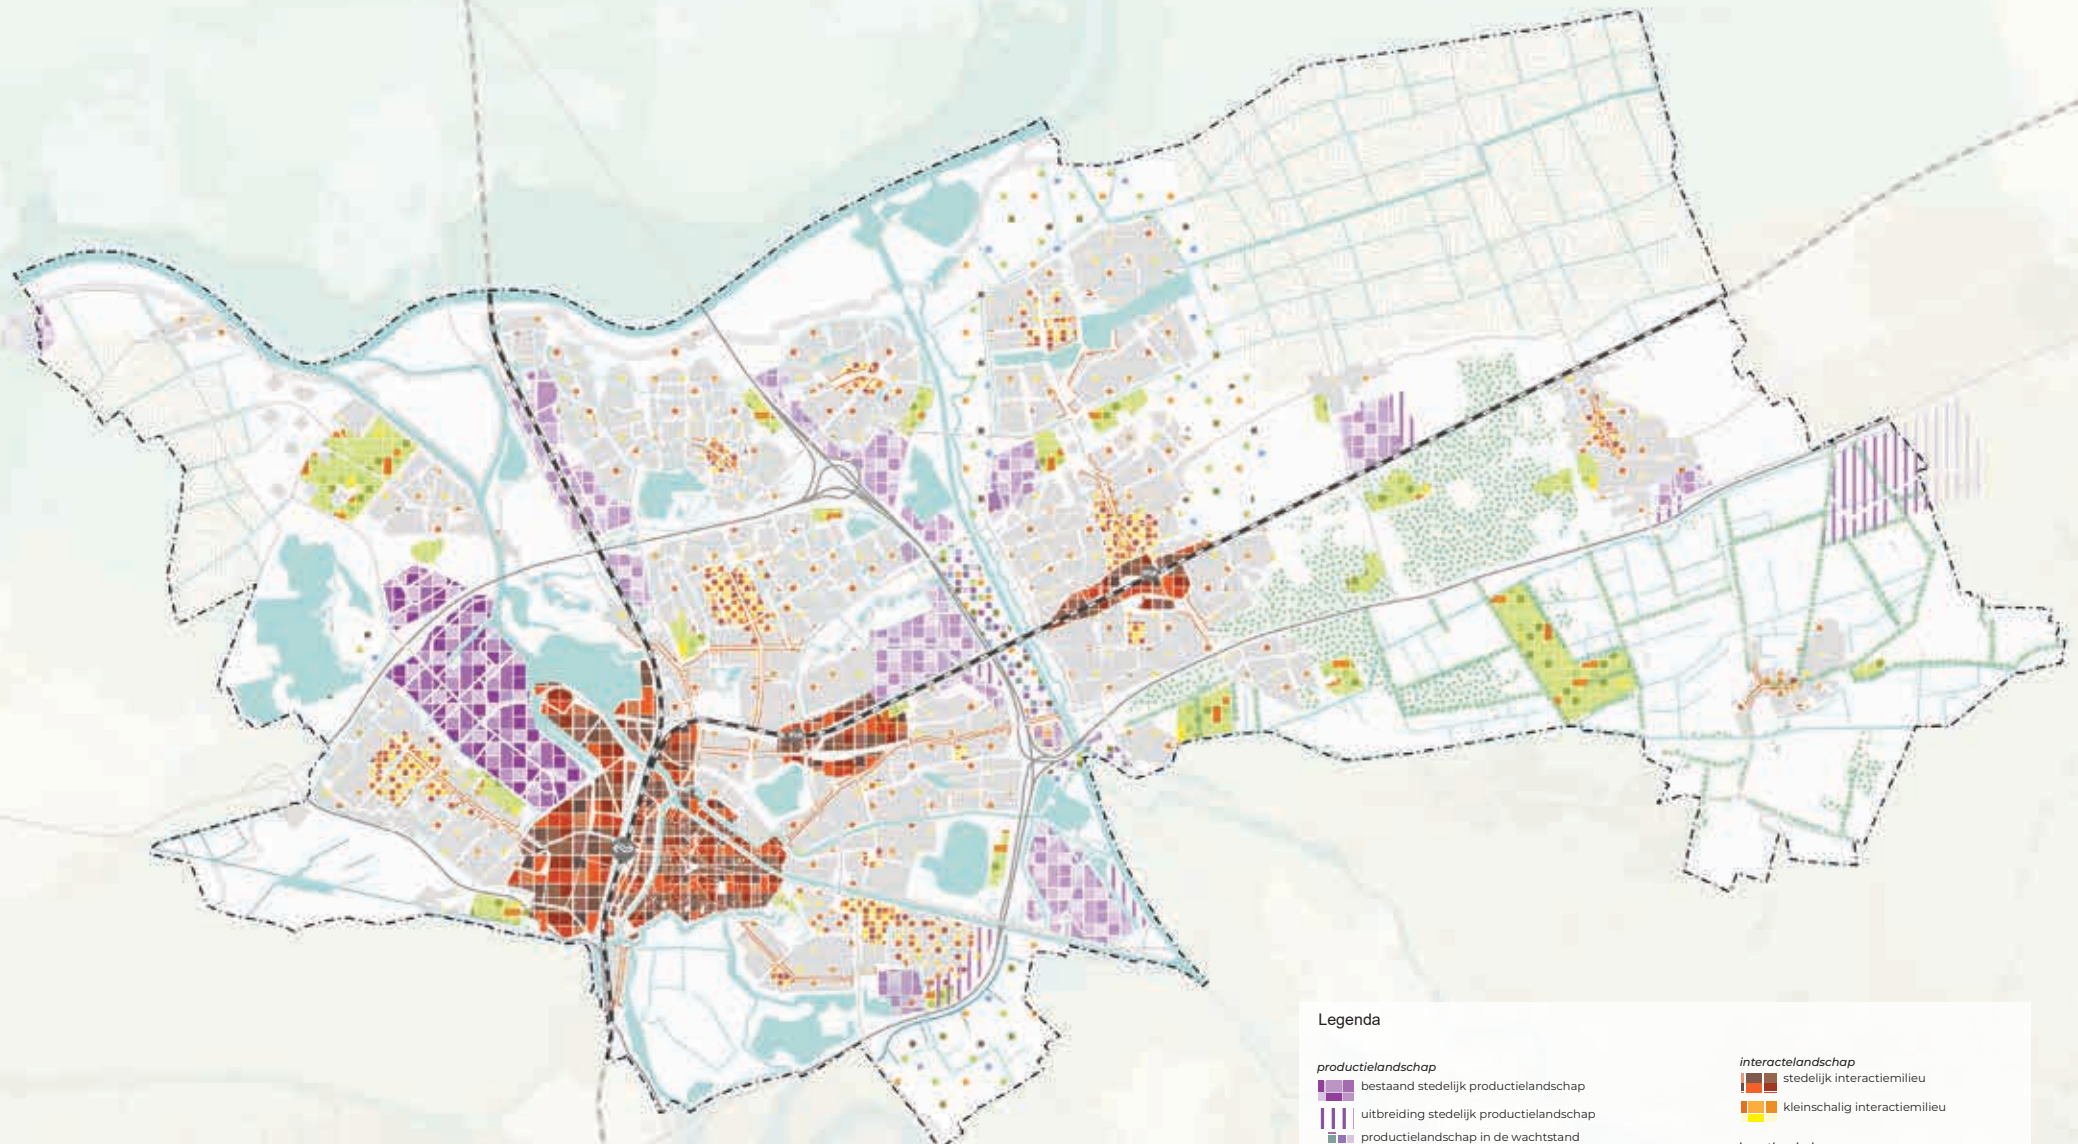 Legenda
productielandschap
bestaand stedelijk productielandschap
uitbreiding stedelijk productielandschap
productielandschap in de wachtstand
interactelandschap
stedelijk interactiemilieu
kleinschalig interactiemilieu